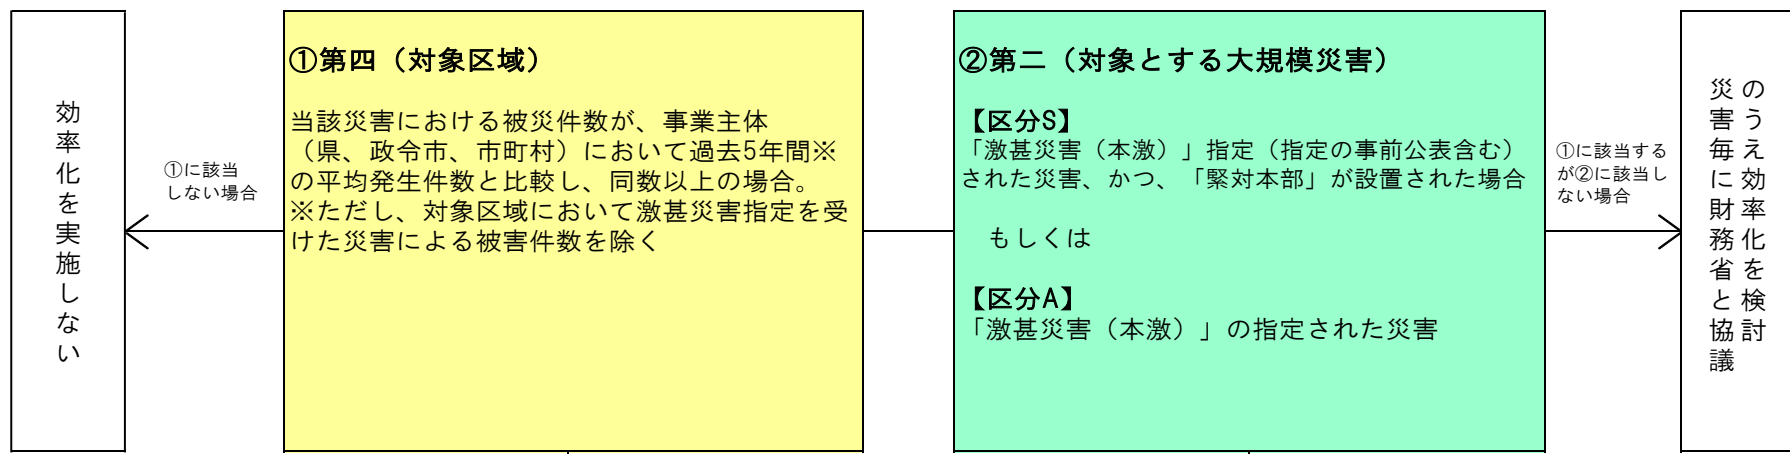 効率化を実施しない
①に該当
しない場合
①第四（対象区域）
当該災害における被災件数が、事業主体
（県、政令市、市町村）において過去5年間※
の平均発生件数と比較し、同数以上の場合。
※ただし、対象区域において激甚災害指定を受
けた災害による被害件数を除く
②第二（対象とする大規模災害）
【区分S】
「激甚災害（本激）」指定（指定の事前公表含む）
された災害、かつ、「緊対本部」が設置された場合
もしくは
【区分A】
「激甚災害（本激）」の指定された災害
①に該当する
が②に該当し
ない場合
のうえ効率化を検討
災害毎に財務省と協議